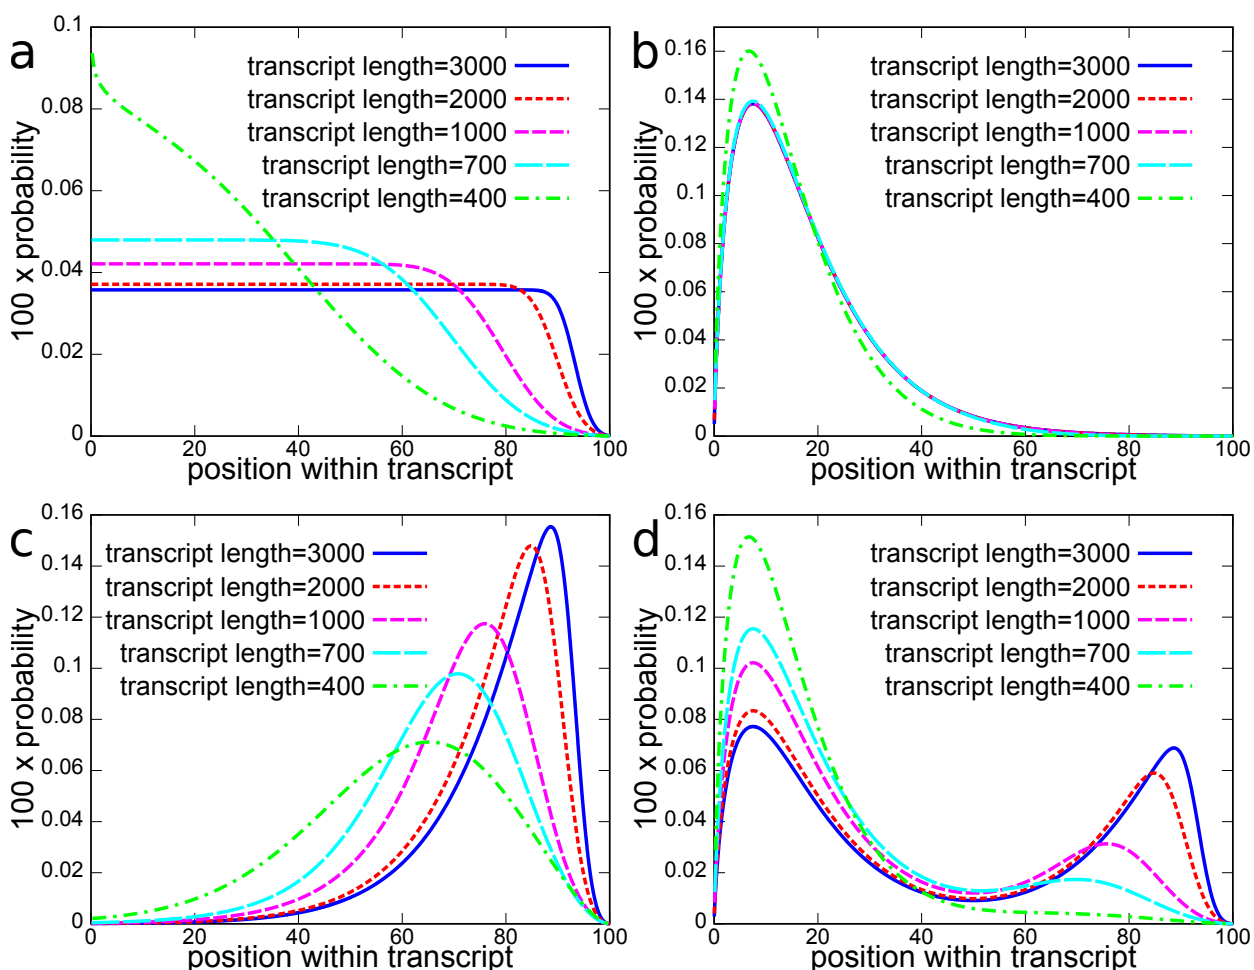 a
0.1
0.08
0.06
0.04
0.02
0
100 x probability
transcript length=3000
transcript length=2000
transcript length=1000
transcript length=700
transcript length=400
0 20 40 60 80 100
position within transcript
b
0.16
0.14
0.12
0.1
0.08
0.06
0.04
0.02
0
100 x probability
transcript length=3000
transcript length=2000
transcript length=1000
transcript length=700
transcript length=400
0 20 40 60 80 100
position within transcript
c
0.16
0.14
0.12
0.1
0.08
0.06
0.04
0.02
0
100 x probability
transcript length=3000
transcript length=2000
transcript length=1000
transcript length=700
transcript length=400
0 20 40 60 80 100
position within transcript
d
0.16
0.14
0.12
0.1
0.08
0.06
0.04
0.02
0
100 x probability
transcript length=3000
transcript length=2000
transcript length=1000
transcript length=700
transcript length=400
0 20 40 60 80 100
position within transcript